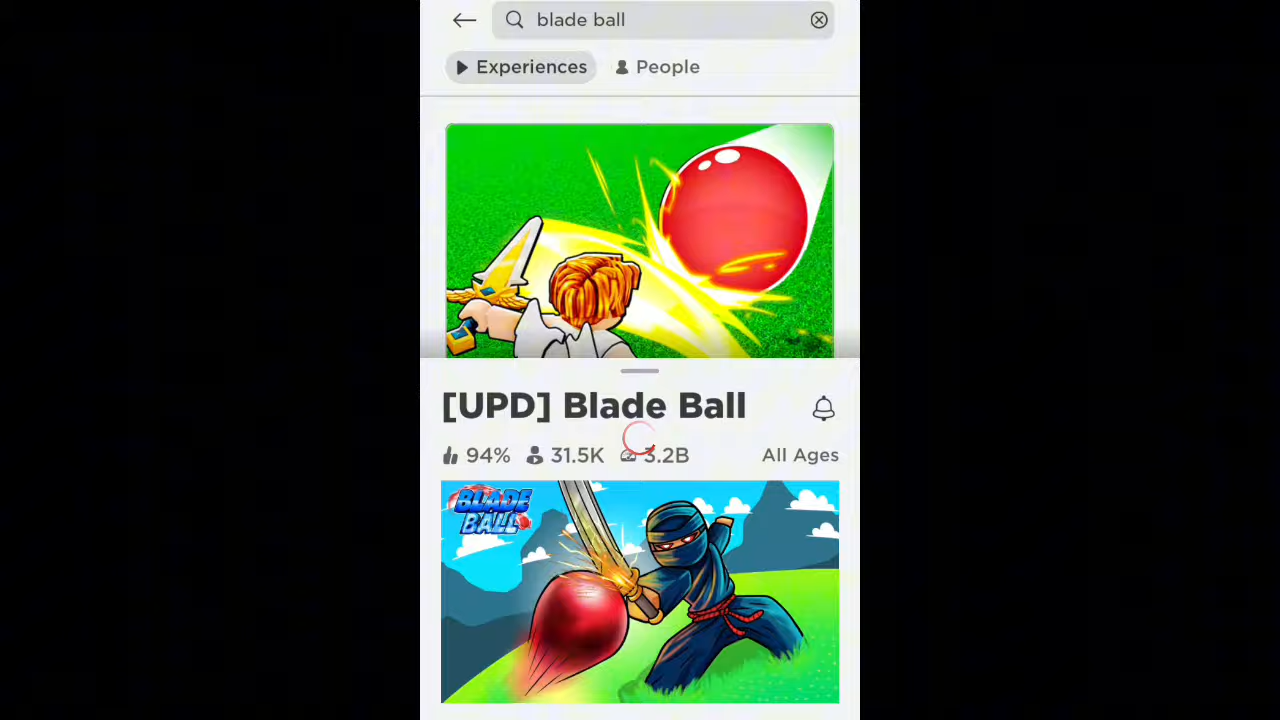 blade ball
Experiences People
[UPD] Blade Ball
94% 31.5K 3.2B All Ages
BLADE
BALL